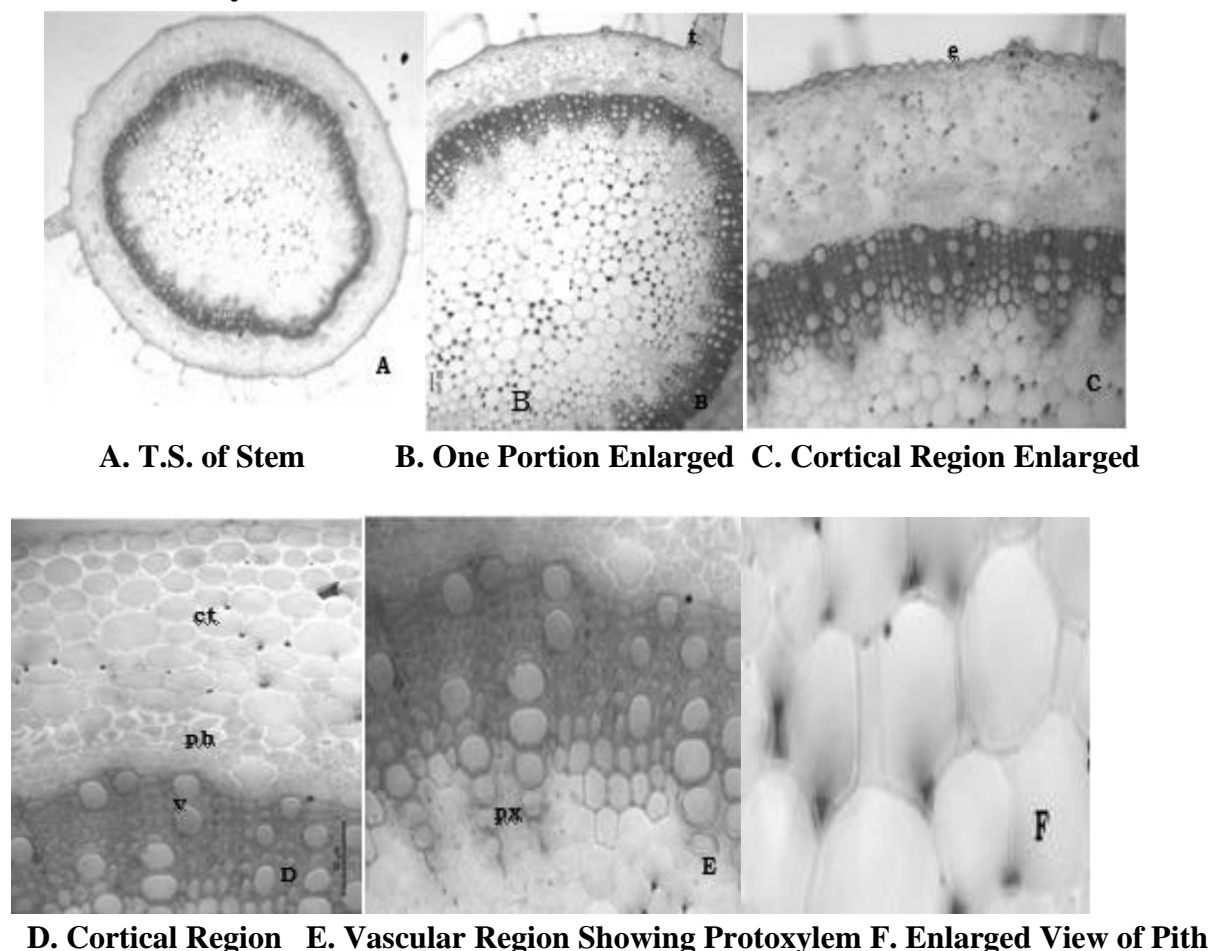 t
e
A
B
B
C
A. T.S. of Stem B. One Portion Enlarged C. Cortical Region Enlarged
ct
ph
v
px
D
E
F
D. Cortical Region E. Vascular Region Showing Protoxylem F. Enlarged View of Pith